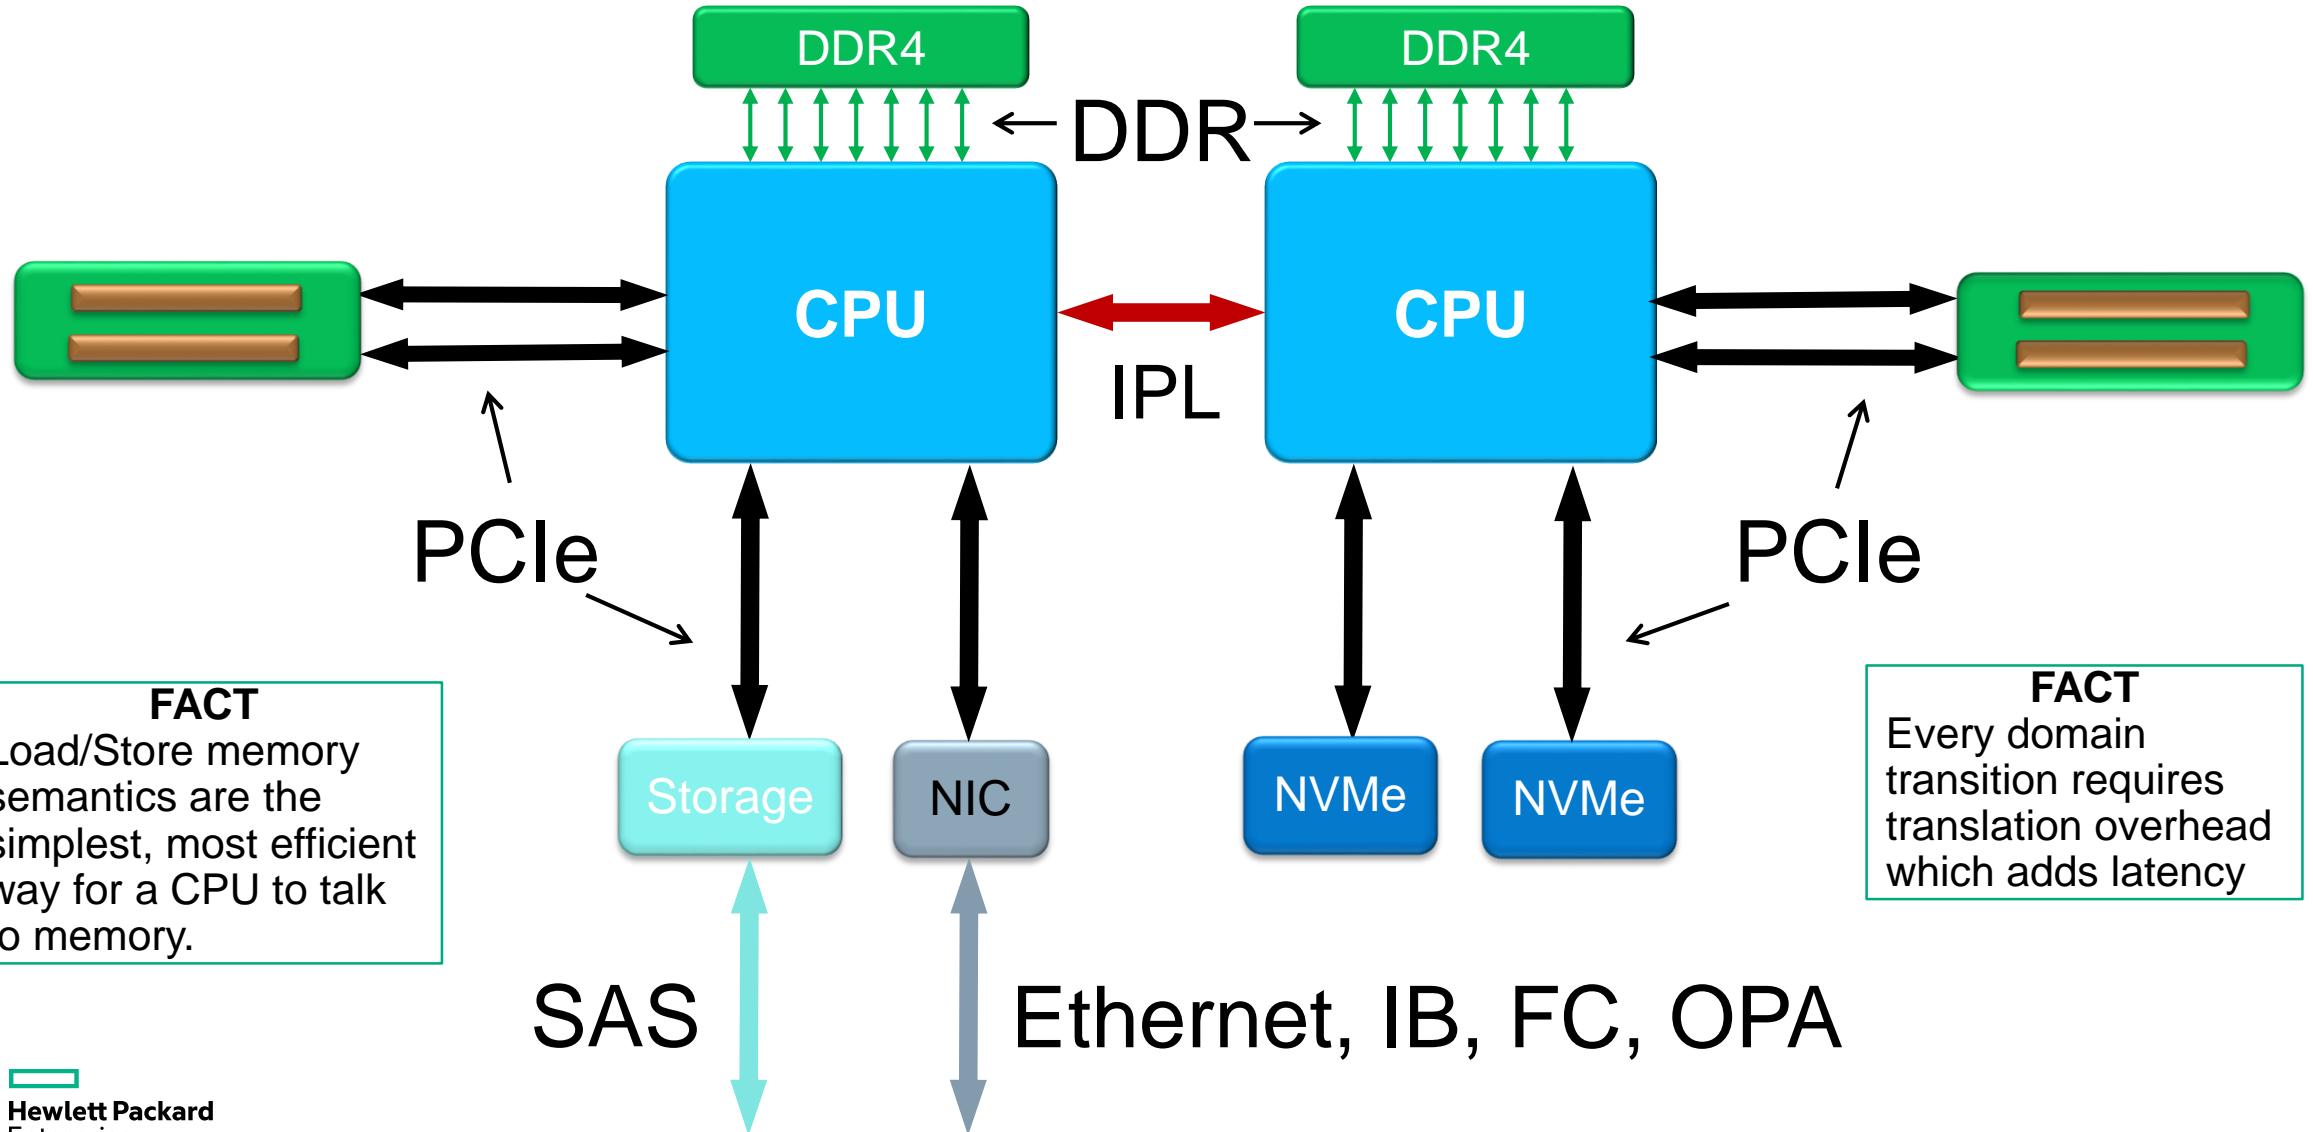 DDR4
DDR4
DDR
CPU
CPU
IPL
PCIe
PCIe
FACT
Load/Store memory
semantics are the
simplest, most efficient
way for a CPU to talk
to memory.
FACT
Every domain
transition requires
translation overhead
which adds latency
Storage
NIC
NVMe
NVMe
SAS
Ethernet, IB, FC, OPA
Hewlett Packard